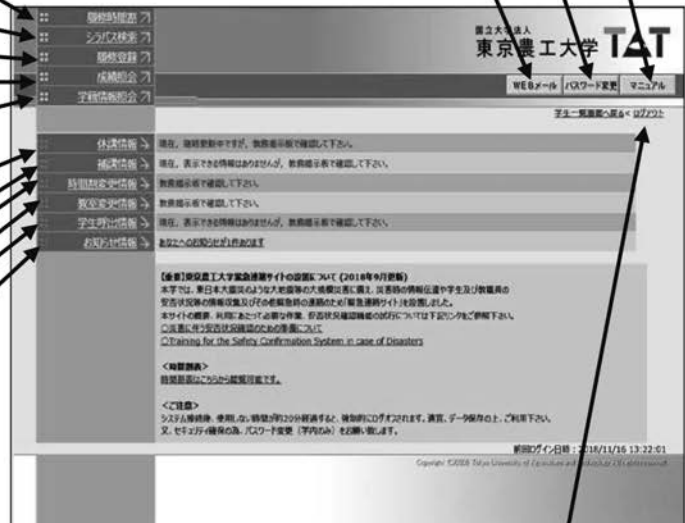 履修時間割
シラバス検索
履修登録
成績照会
学籍情報照会
国立大学法人
東京農工大学 TAT
WEBメール パスワード変更 マニュアル
学生一覧画面へ戻る< ログアウト
休講情報 現在、随時更新中ですが、教務掲示板で確認して下さい。
補講情報 現在、表示できる情報はありませんが、教務掲示板で確認して下さい。
時間割変更情報 教務掲示板で確認して下さい。
教室変更情報 教務掲示板で確認して下さい。
学生呼出情報 現在、表示できる情報はありませんが、教務掲示板で確認して下さい。
お知らせ情報 あなたへのお知らせが1件あります
【重要】東京農工大学緊急連絡サイトの設置について (2018年9月更新)
本学では、東日本大震災のような大地震等の大規模災害に備え、災害時の情報伝達や学生及び教職員の
安否状況等の情報収集及びその他緊急時の連絡のため「緊急連絡サイト」を設置しました。
本サイトの概要、利用にあたって必要な作業、安否状況確認機能の試行については下記リンクをご参照下さい。
○災害に伴う安否状況確認のための準備について
○Training for the Safety Confirmation System in case of Disasters
<時間割表>
時間割表はこちらから閲覧可能です。
<ご注意>
システム接続後、使用しない時間が約20分経過すると、強制的にログオフされます。適宜、データ保存の上、ご利用下さい。
又、セキュリティ確保の為、パスワード変更（学内のみ）をお願い致します。
前回ログイン日時：2018/11/16 13:22:01
Tokyo University of Agriculture and Technology